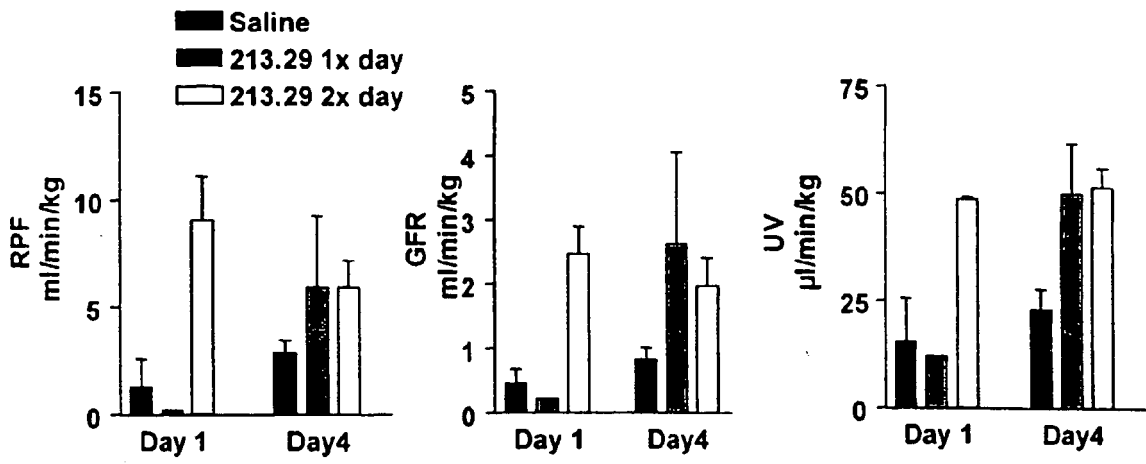 Saline
213.29 1x day
213.29 2x day
RPF
ml/min/kg
15
10
5
0
Day 1 Day4
GFR
ml/min/kg
5
4
3
2
1
0
Day 1 Day4
UV
µl/min/kg
75
50
25
0
Day 1 Day4